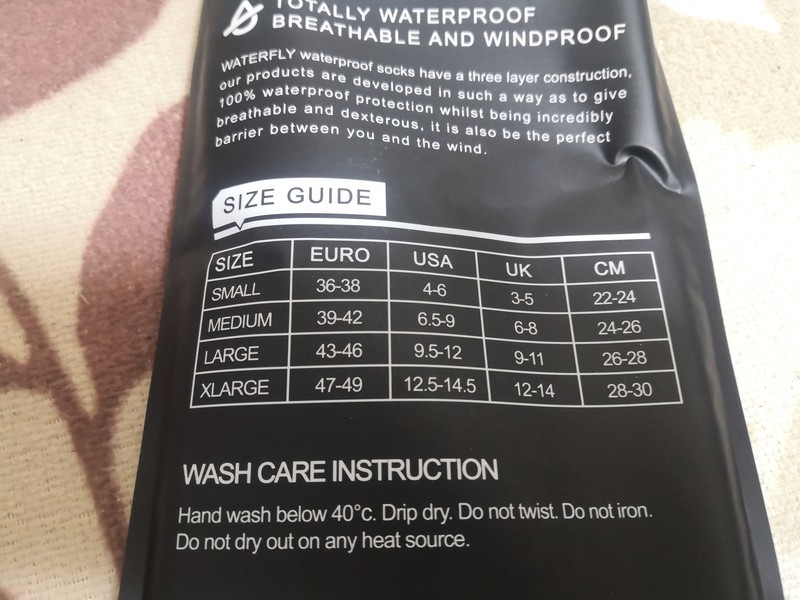 TOTALLY WATERPROOF
BREATHABLE AND WINDPROOF
WATERFLY waterproof socks have a three layer construction,
our products are developed in such a way as to give
100% waterproof protection whilst being incredibly
breathable and dexterous, it is also be the perfect
barrier between you and the wind.
SIZE GUIDE
SIZE EURO USA UK CM
SMALL 36-38 4-6 3-5 22-24
MEDIUM 39-42 6.5-9 6-8 24-26
LARGE 43-46 9.5-12 9-11 26-28
XLARGE 47-49 12.5-14.5 12-14 28-30
WASH CARE INSTRUCTION
Hand wash below 40°c. Drip dry. Do not twist. Do not iron.
Do not dry out on any heat source.